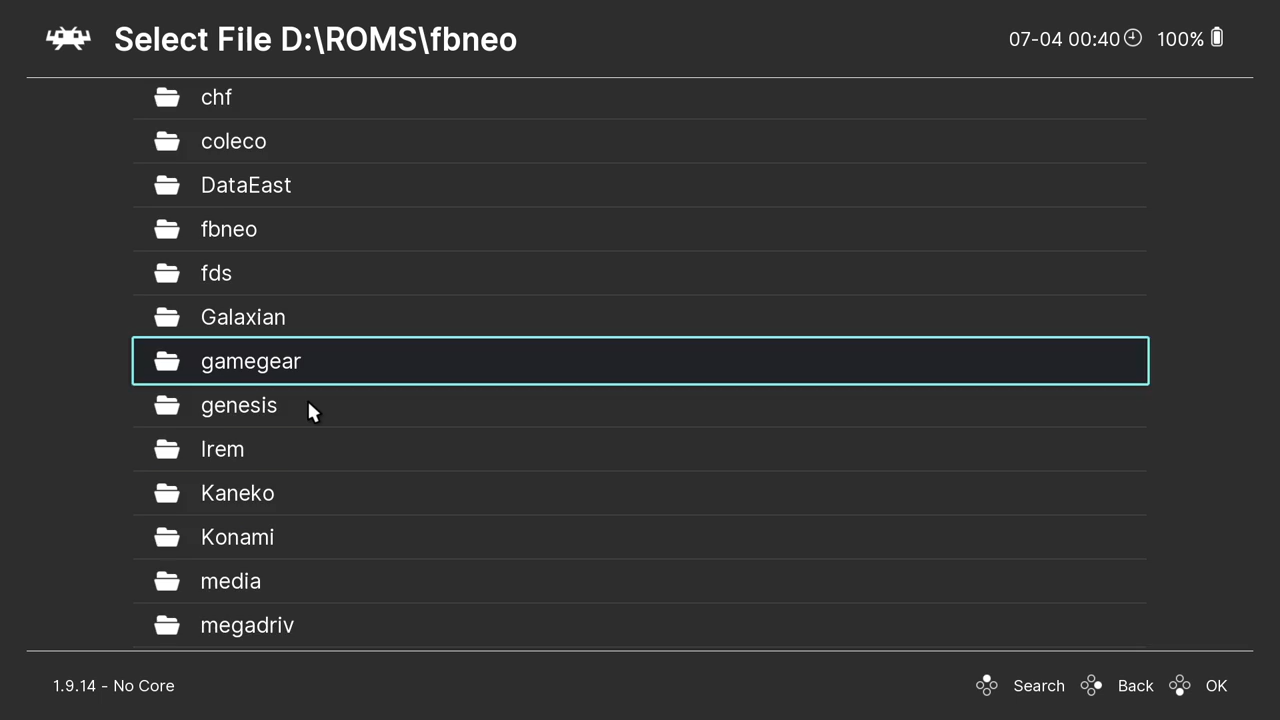 Select File D:\ROMS\fbneo
07-04 00:40 100%
chf
coleco
DataEast
fbneo
fds
Galaxian
gamegear
genesis
Irem
Kaneko
Konami
media
megadriv
1.9.14 - No Core
Search Back OK